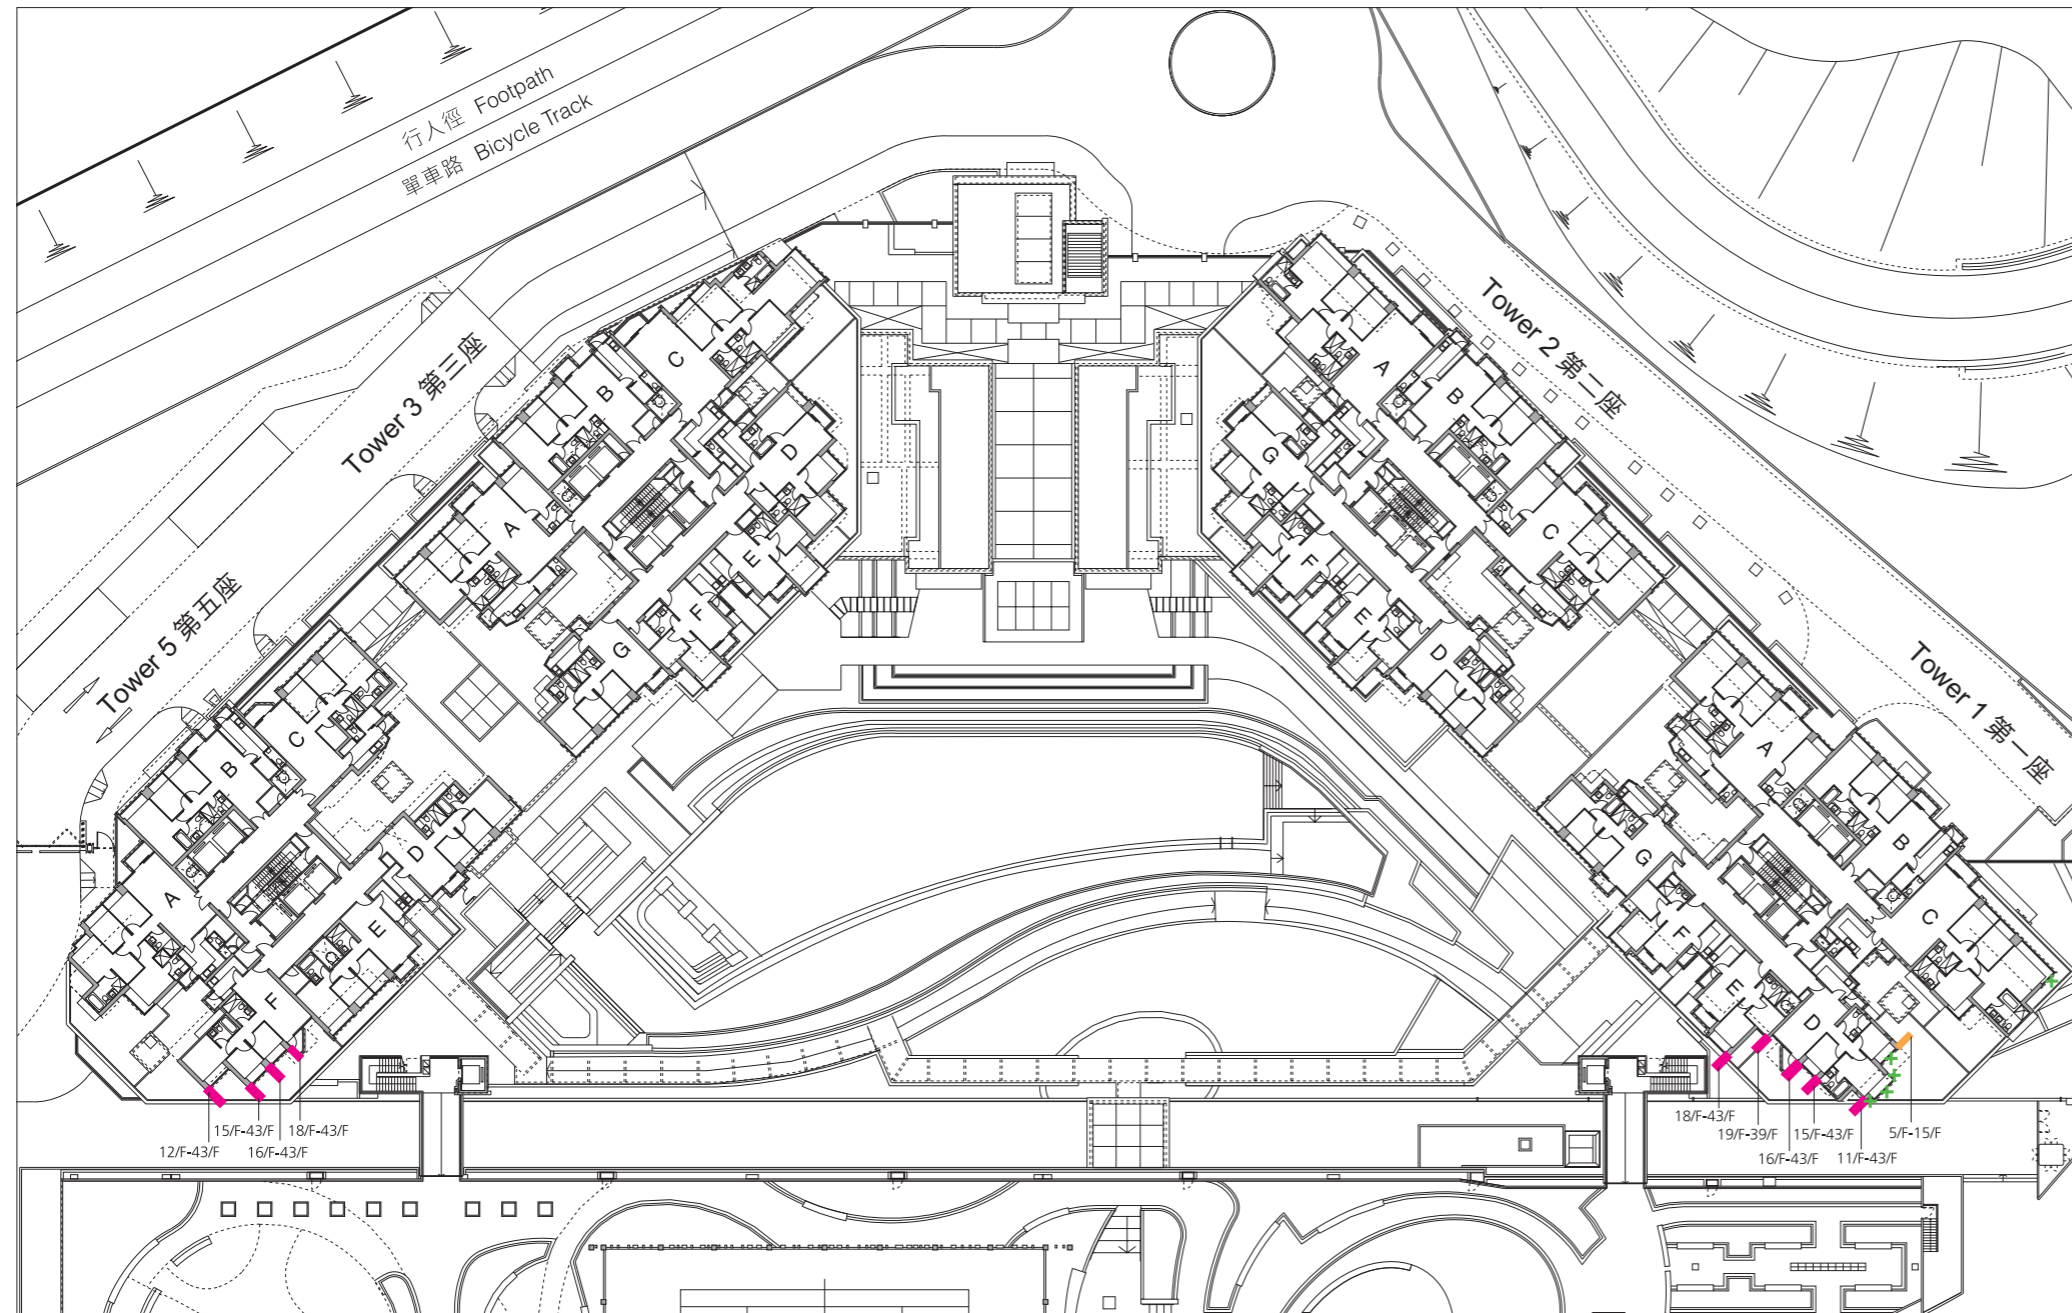 行人徑 Footpath
單車路 Bicycle Track
Tower 3 第三座
Tower 5 第五座
Tower 2 第二座
Tower 1 第一座
C
B
A
D
E
F
G
A
B
C
G
F
E
D
C
B
A
D
E
F
A
B
C
G
F
E
D
12/F-43/F
15/F-43/F
16/F-43/F
18/F-43/F
18/F-43/F
19/F-39/F
16/F-43/F
15/F-43/F
11/F-43/F
5/F-15/F